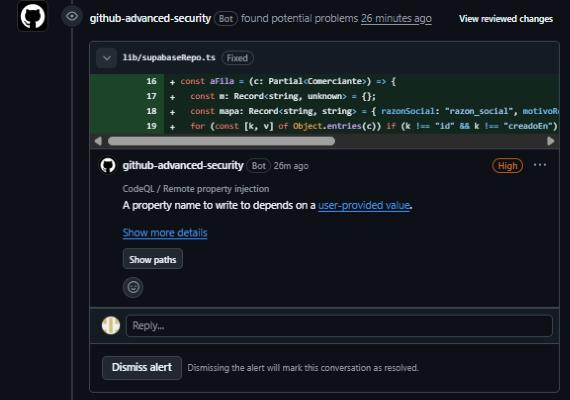 github-advanced-security Bot found potential problems 26 minutes ago View reviewed changes
lib/supabaseRepo.ts Fixed
16 + const aFila = (c: Partial<Comerciante>) => {
17 + const m: Record<string, unknown> = {};
18 + const mapa: Record<string, string> = { razonSocial: "razon_social", motivoR
19 + for (const [k, v] of Object.entries(c)) if (k !== "id" && k !== "creadoEn")
github-advanced-security Bot 26m ago High
CodeQL / Remote property injection
A property name to write to depends on a user-provided value.
Show more details
Show paths
Reply...
Dismiss alert Dismissing the alert will mark this conversation as resolved.